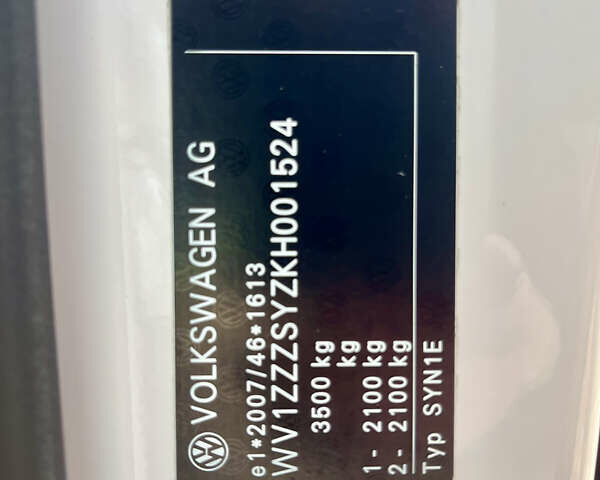 VOLKSWAGEN AG
e1*2007/46*1613
WV1ZZZSYZKH001524
3500 kg
kg
1- 2100 kg
2- 2100 kg
Typ SYN1E